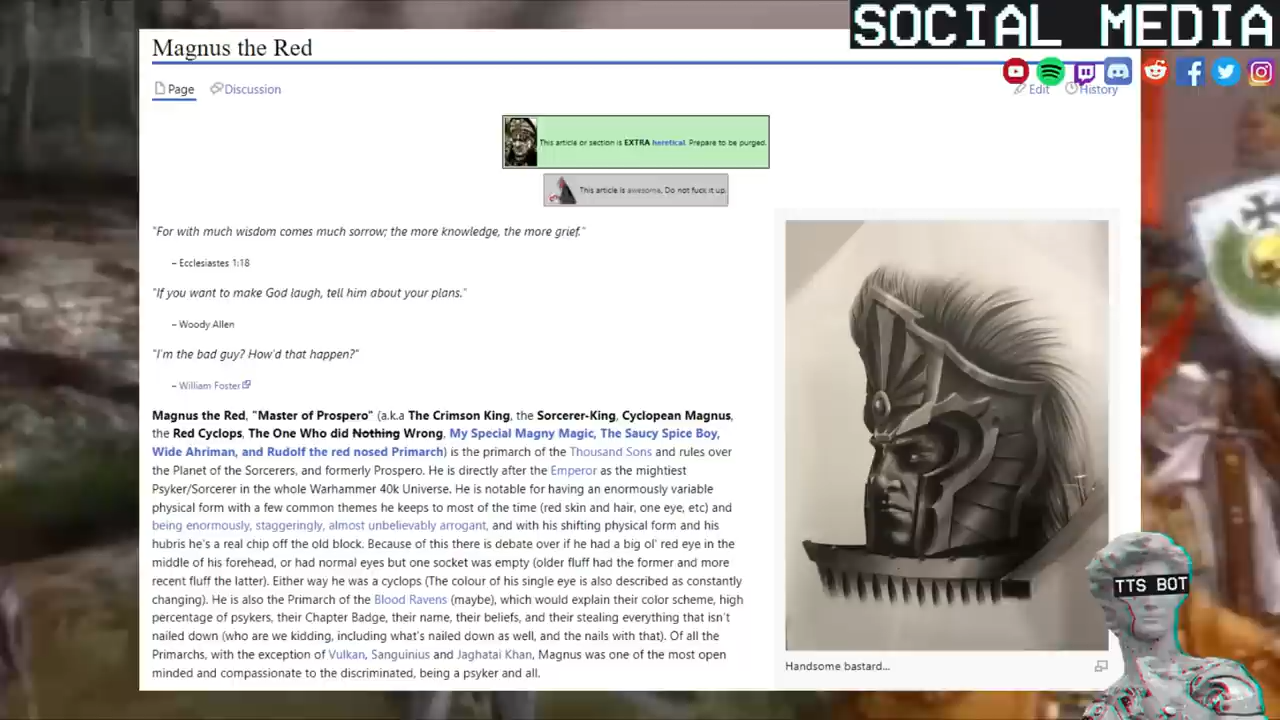 SOCIAL MEDIA
Magnus the Red
Page
Discussion
Edit
History
This article or section is EXTRA heretical. Prepare to be purged.
This article is awesome. Do not fuck it up.
"For with much wisdom comes much sorrow; the more knowledge, the more grief."
– Ecclesiastes 1:18
"If you want to make God laugh, tell him about your plans."
– Woody Allen
"I'm the bad guy? How'd that happen?"
– William Foster
Magnus the Red, "Master of Prospero" (a.k.a The Crimson King, the Sorcerer-King, Cyclopean Magnus,
the Red Cyclops, The One Who did Nothing Wrong, My Special Magny Magic, The Saucy Spice Boy,
Wide Ahriman, and Rudolf the red nosed Primarch) is the primarch of the Thousand Sons and rules over
the Planet of the Sorcerers, and formerly Prospero. He is directly after the Emperor as the mightiest
Psyker/Sorcerer in the whole Warhammer 40k Universe. He is notable for having an enormously variable
physical form with a few common themes he keeps to most of the time (red skin and hair, one eye, etc) and
being enormously, staggeringly, almost unbelievably arrogant, and with his shifting physical form and his
hubris he's a real chip off the old block. Because of this there is debate over if he had a big ol' red eye in the
middle of his forehead, or had normal eyes but one socket was empty (older fluff had the former and more
recent fluff the latter). Either way he was a cyclops (The colour of his single eye is also described as constantly
changing). He is also the Primarch of the Blood Ravens (maybe), which would explain their color scheme, high
percentage of psykers, their Chapter Badge, their name, their beliefs, and their stealing everything that isn't
nailed down (who are we kidding, including what's nailed down as well, and the nails with that). Of all the
Primarchs, with the exception of Vulkan, Sanguinius and Jaghatai Khan, Magnus was one of the most open
minded and compassionate to the discriminated, being a psyker and all.
Handsome bastard...
TTS BOT